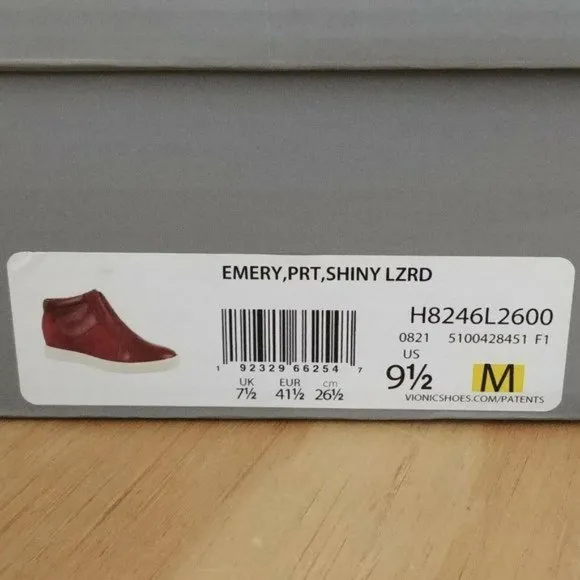 EMERY,PRT,SHINY LZRD
H8246L2600
1 92329 66254 7
0821 5100428451 F1
UK EUR cm
7½ 41½ 26½
US
9½ M
VIONICSHOES.COM/PATENTS